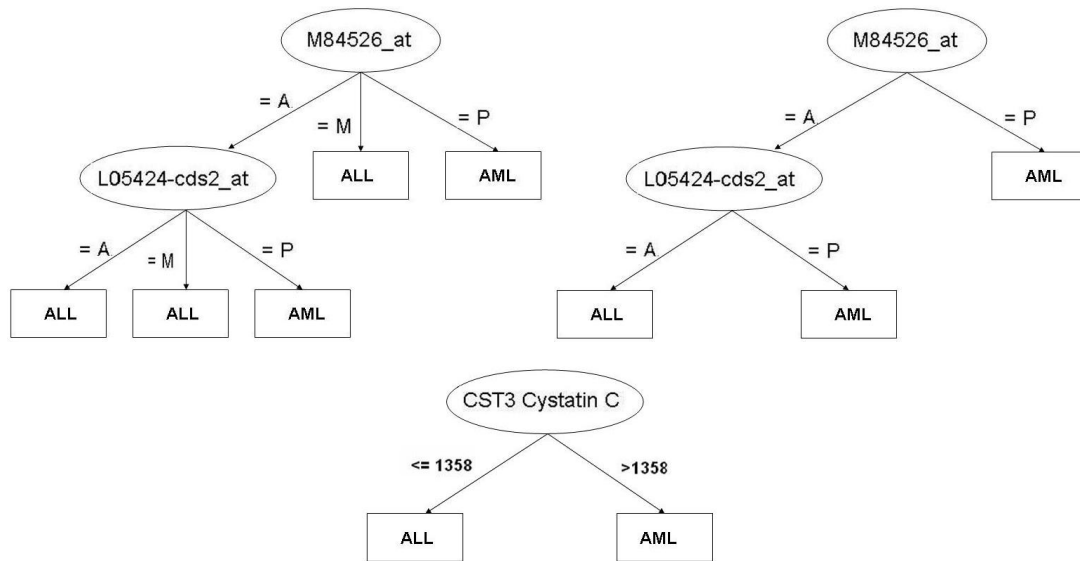 M84526_at
= A
= M
= P
L05424-cds2_at
ALL
AML
= A
= M
= P
ALL
ALL
AML
M84526_at
= A
= P
L05424-cds2_at
AML
= A
= P
ALL
AML
CST3 Cystatin C
<= 1358
>1358
ALL
AML